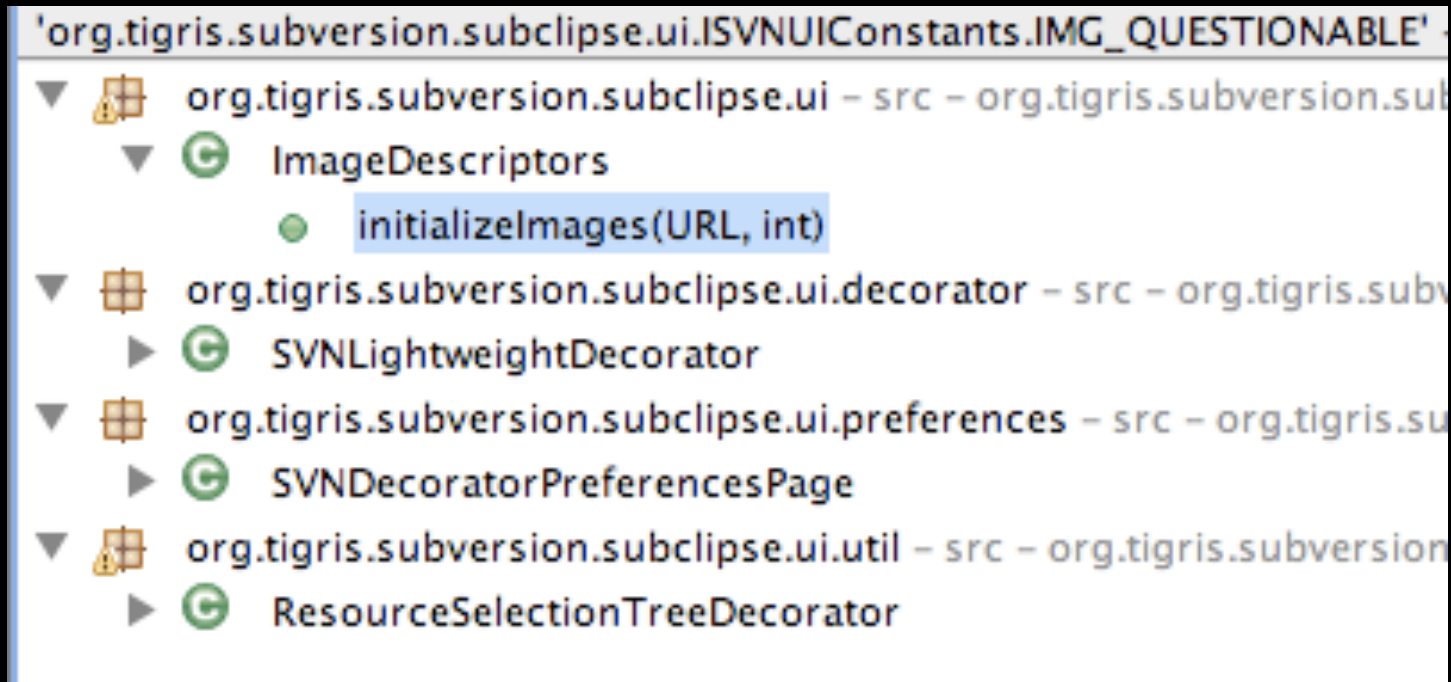 'org.tigris.subversion.subclipse.ui.ISVNUIConstants.IMG_QUESTIONABLE' -
org.tigris.subversion.subclipse.ui – src – org.tigris.subversion.sub
ImageDescriptors
initializeImages(URL, int)
org.tigris.subversion.subclipse.ui.decorator – src – org.tigris.subv
SVNLightweightDecorator
org.tigris.subversion.subclipse.ui.preferences – src – org.tigris.su
SVNDecoratorPreferencesPage
org.tigris.subversion.subclipse.ui.util – src – org.tigris.subversion
ResourceSelectionTreeDecorator